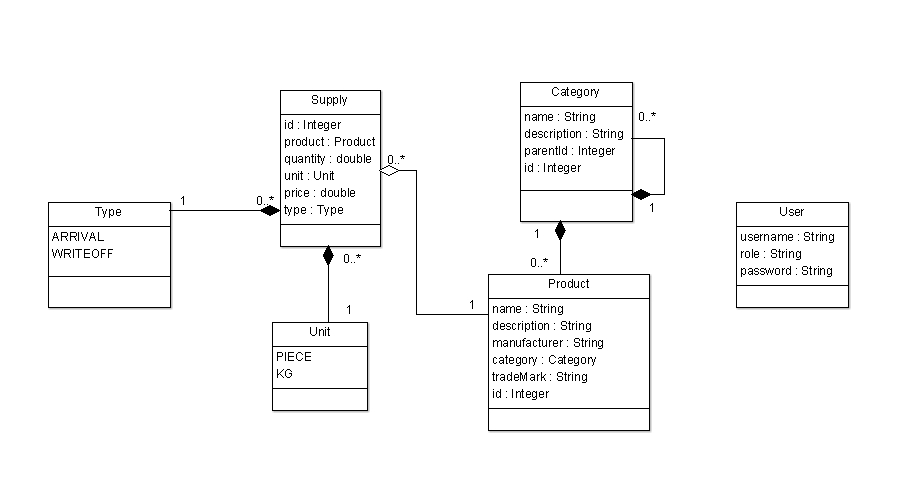 Supply
id : Integer
product : Product
quantity : double
unit : Unit
price : double
type : Type
0..*
Category
name : String
description : String
parentId : Integer
id : Integer
0..*
1
1
0..*
Type
ARRIVAL
WRITEOFF
1
0..*
0..*
1
Unit
PIECE
KG
1
Product
name : String
description : String
manufacturer : String
category : Category
tradeMark : String
id : Integer
User
username : String
role : String
password : String